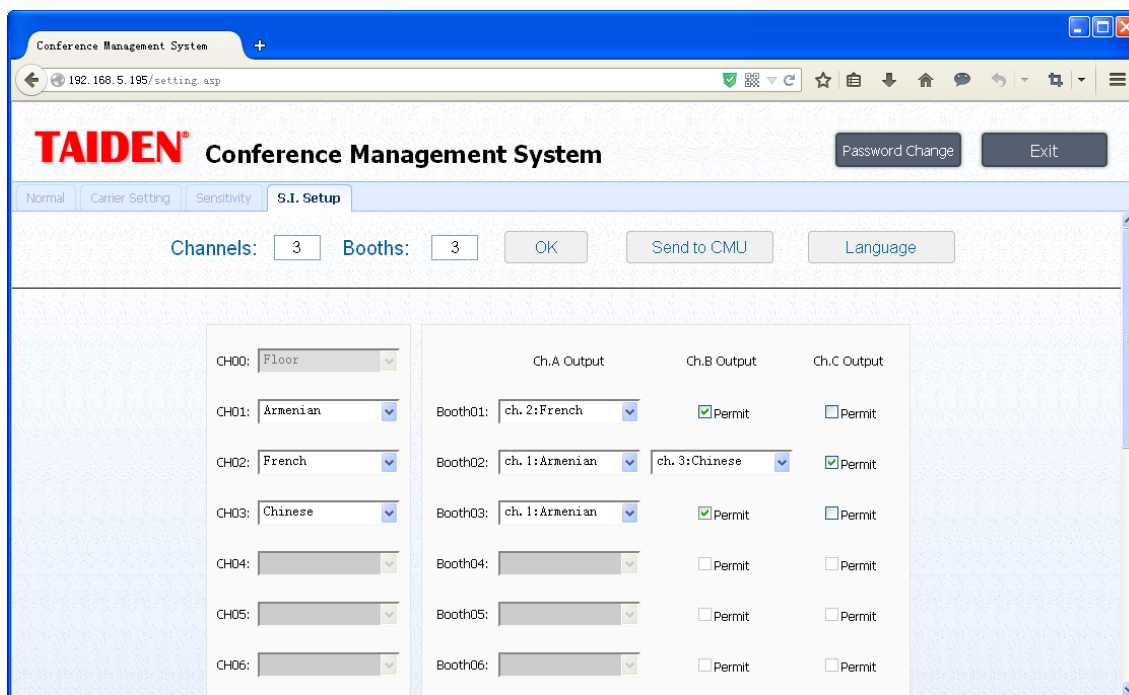 Conference Management System
192.168.5.195/setting.asp
TAIDEN® Conference Management System
Password Change
Exit
Normal
Carrier Setting
Sensitivity
S.I. Setup
Channels: 3 Booths: 3 OK Send to CMU Language
CH00: Floor
Ch.A Output Ch.B Output Ch.C Output
CH01: Armenian
Booth01: ch.2:French Permit Permit
CH02: French
Booth02: ch.1:Armenian ch.3:Chinese Permit
CH03: Chinese
Booth03: ch.1:Armenian Permit Permit
CH04:
Booth04: Permit Permit
CH05:
Booth05: Permit Permit
CH06:
Booth06: Permit Permit